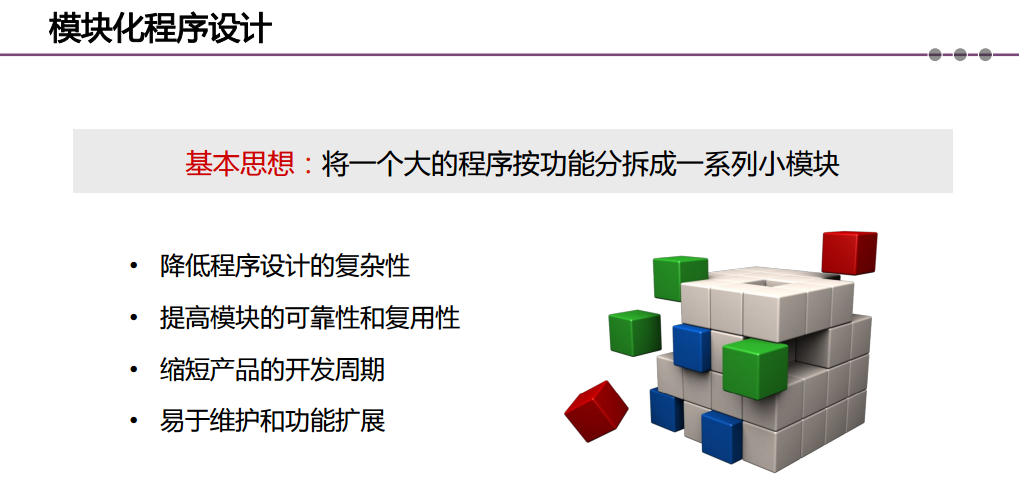 模块化程序设计
基本思想：将一个大的程序按功能分拆成一系列小模块
• 降低程序设计的复杂性
• 提高模块的可靠性和复用性
• 缩短产品的开发周期
• 易于维护和功能扩展